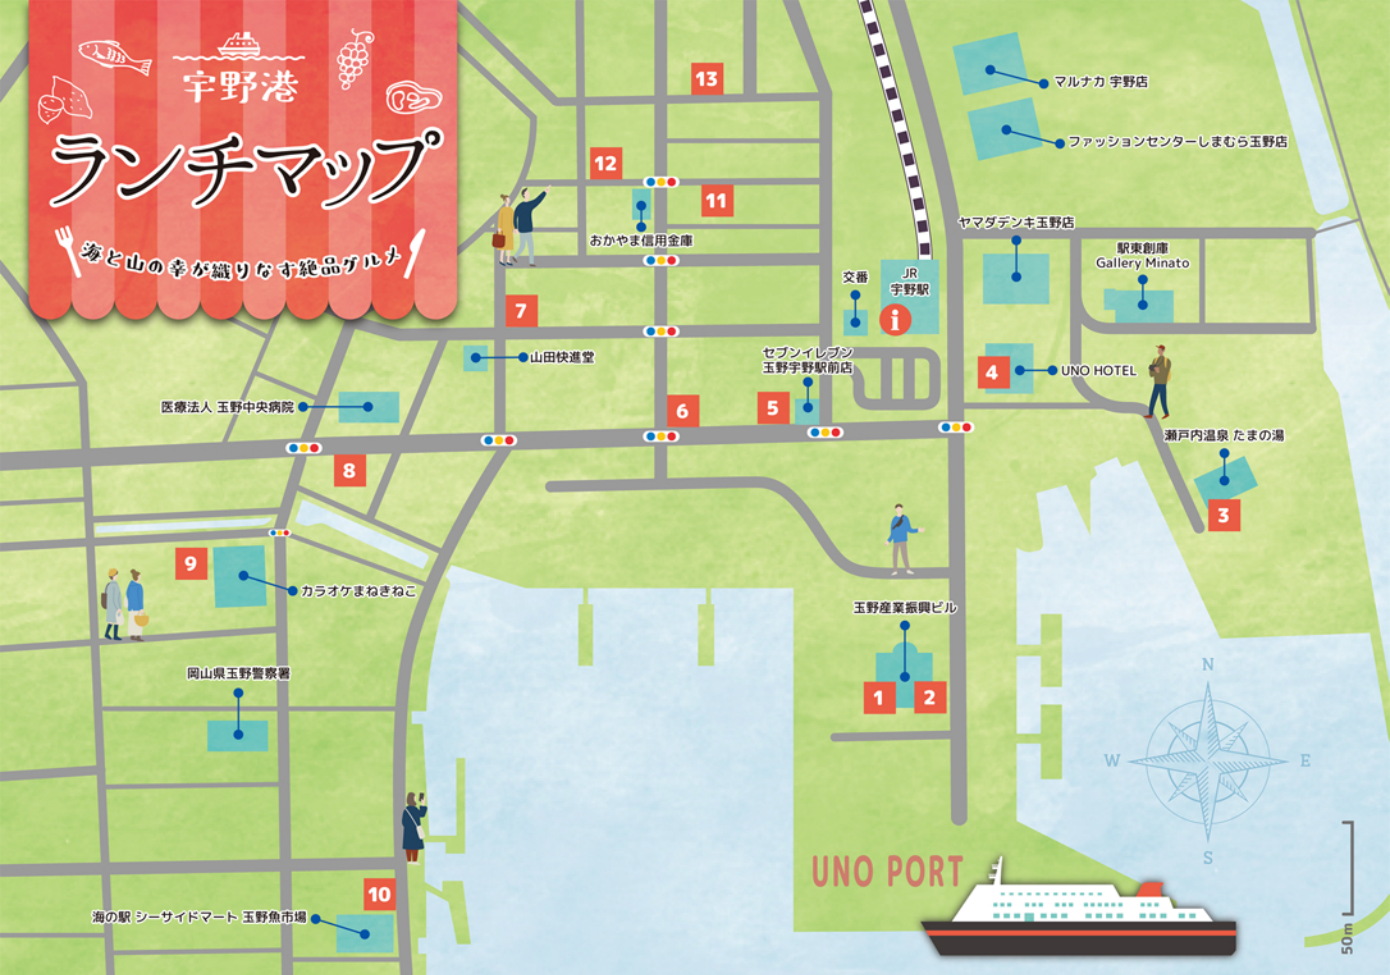 宇野港
ランチマップ
海と山の幸が織りなす絶品グルメ
13
マルナカ 宇野店
ファッションセンターしまむら玉野店
12
11
おかやま信用金庫
ヤマダデンキ玉野店
駅東創庫
Gallery Minato
交番
JR
宇野駅
i
7
山田快進堂
セブンイレブン
玉野宇野駅前店
4
UNO HOTEL
医療法人 玉野中央病院
6
5
8
瀬戸内温泉 たまの湯
3
9
カラオケまねきねこ
玉野産業振興ビル
1
2
岡山県玉野警察署
N
W
E
S
UNO PORT
10
海の駅 シーサイドマート 玉野魚市場
50m